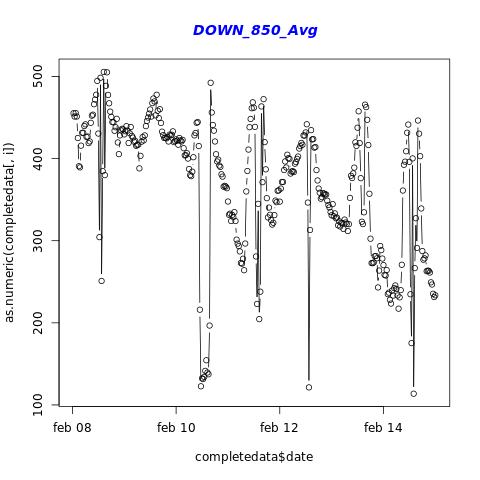 DOWN_850_Avg
500
400
300
200
100
as.numeric(completedata[, i])
feb 08
feb 10
feb 12
feb 14
completedata$date